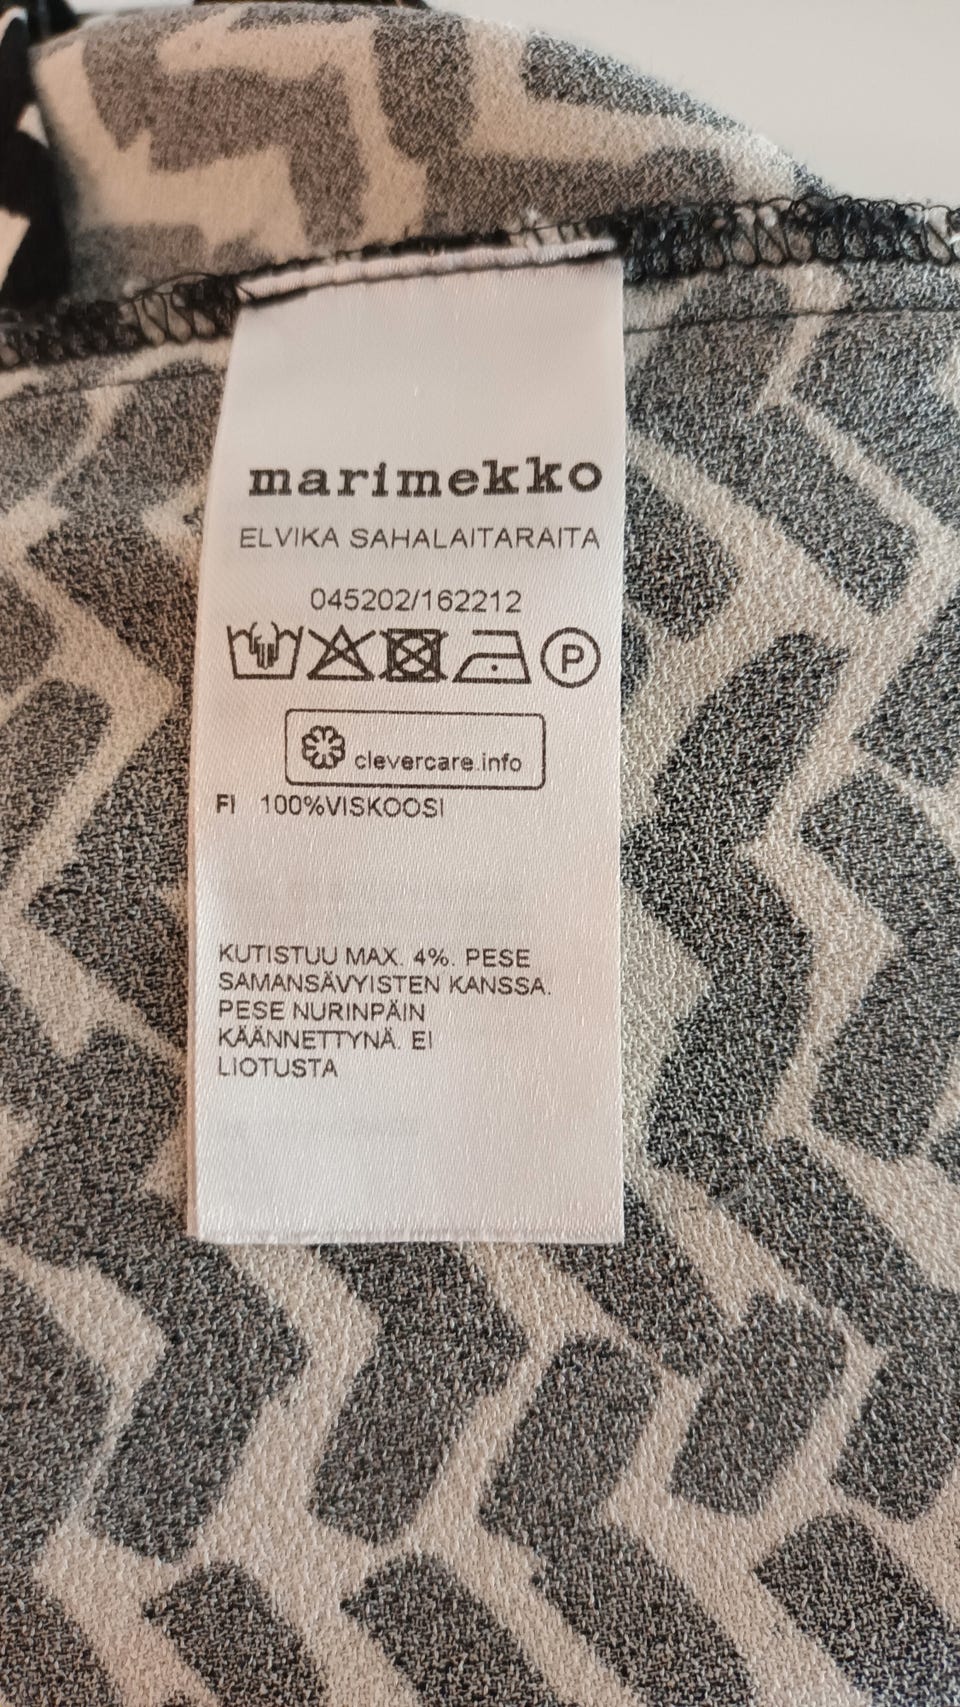 marimekko
ELVIKA SAHALAITARAITA
045202/162212
P
clevercare.info
FI 100%VISKOOSI
KUTISTUU MAX. 4%. PESE
SAMANSÄVYISTEN KANSSA.
PESE NURINPÄIN
KÄÄNNETTYNÄ. EI
LIOTUSTA